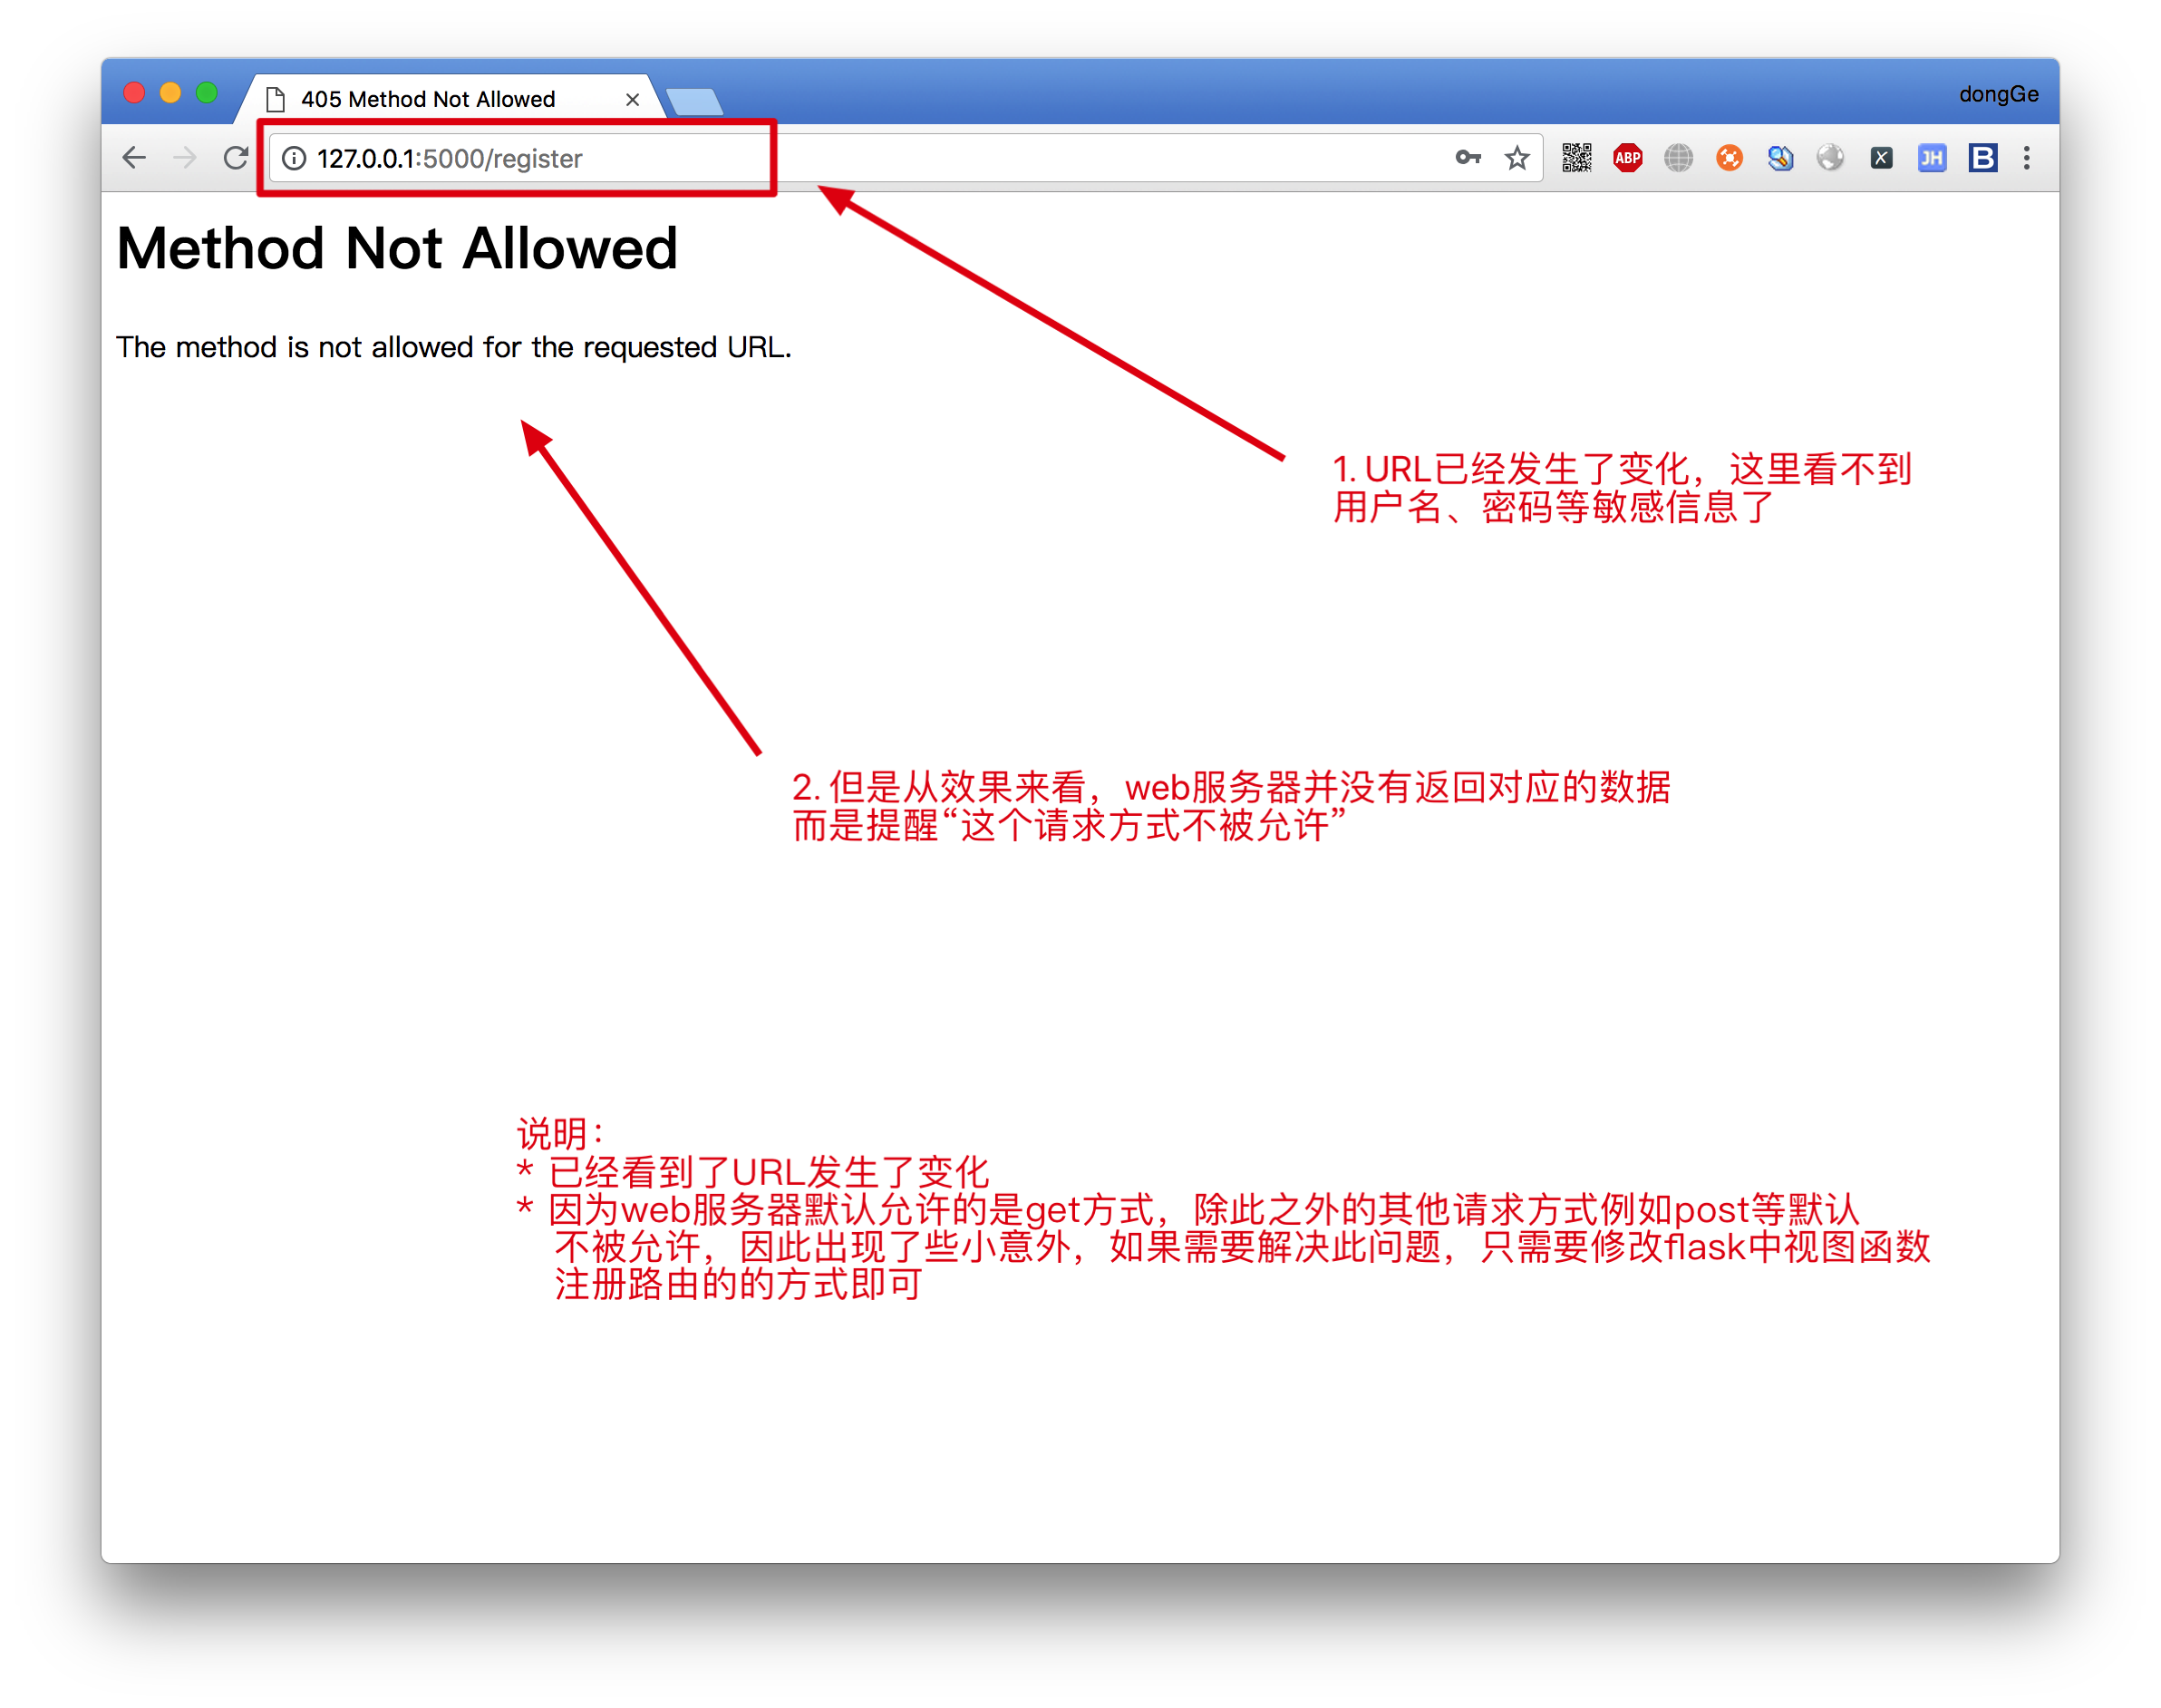 405 Method Not Allowed
dongGe
127.0.0.1:5000/register
ABP
X
JH
B
Method Not Allowed
The method is not allowed for the requested URL.
1. URL已经发生了变化，这里看不到
用户名、密码等敏感信息了
2. 但是从效果来看，web服务器并没有返回对应的数据
而是提醒“这个请求方式不被允许”
说明：
* 已经看到了URL发生了变化
* 因为web服务器默认允许的是get方式，除此之外的其他请求方式例如post等默认
不被允许，因此出现了些小意外，如果需要解决此问题，只需要修改flask中视图函数
注册路由的的方式即可